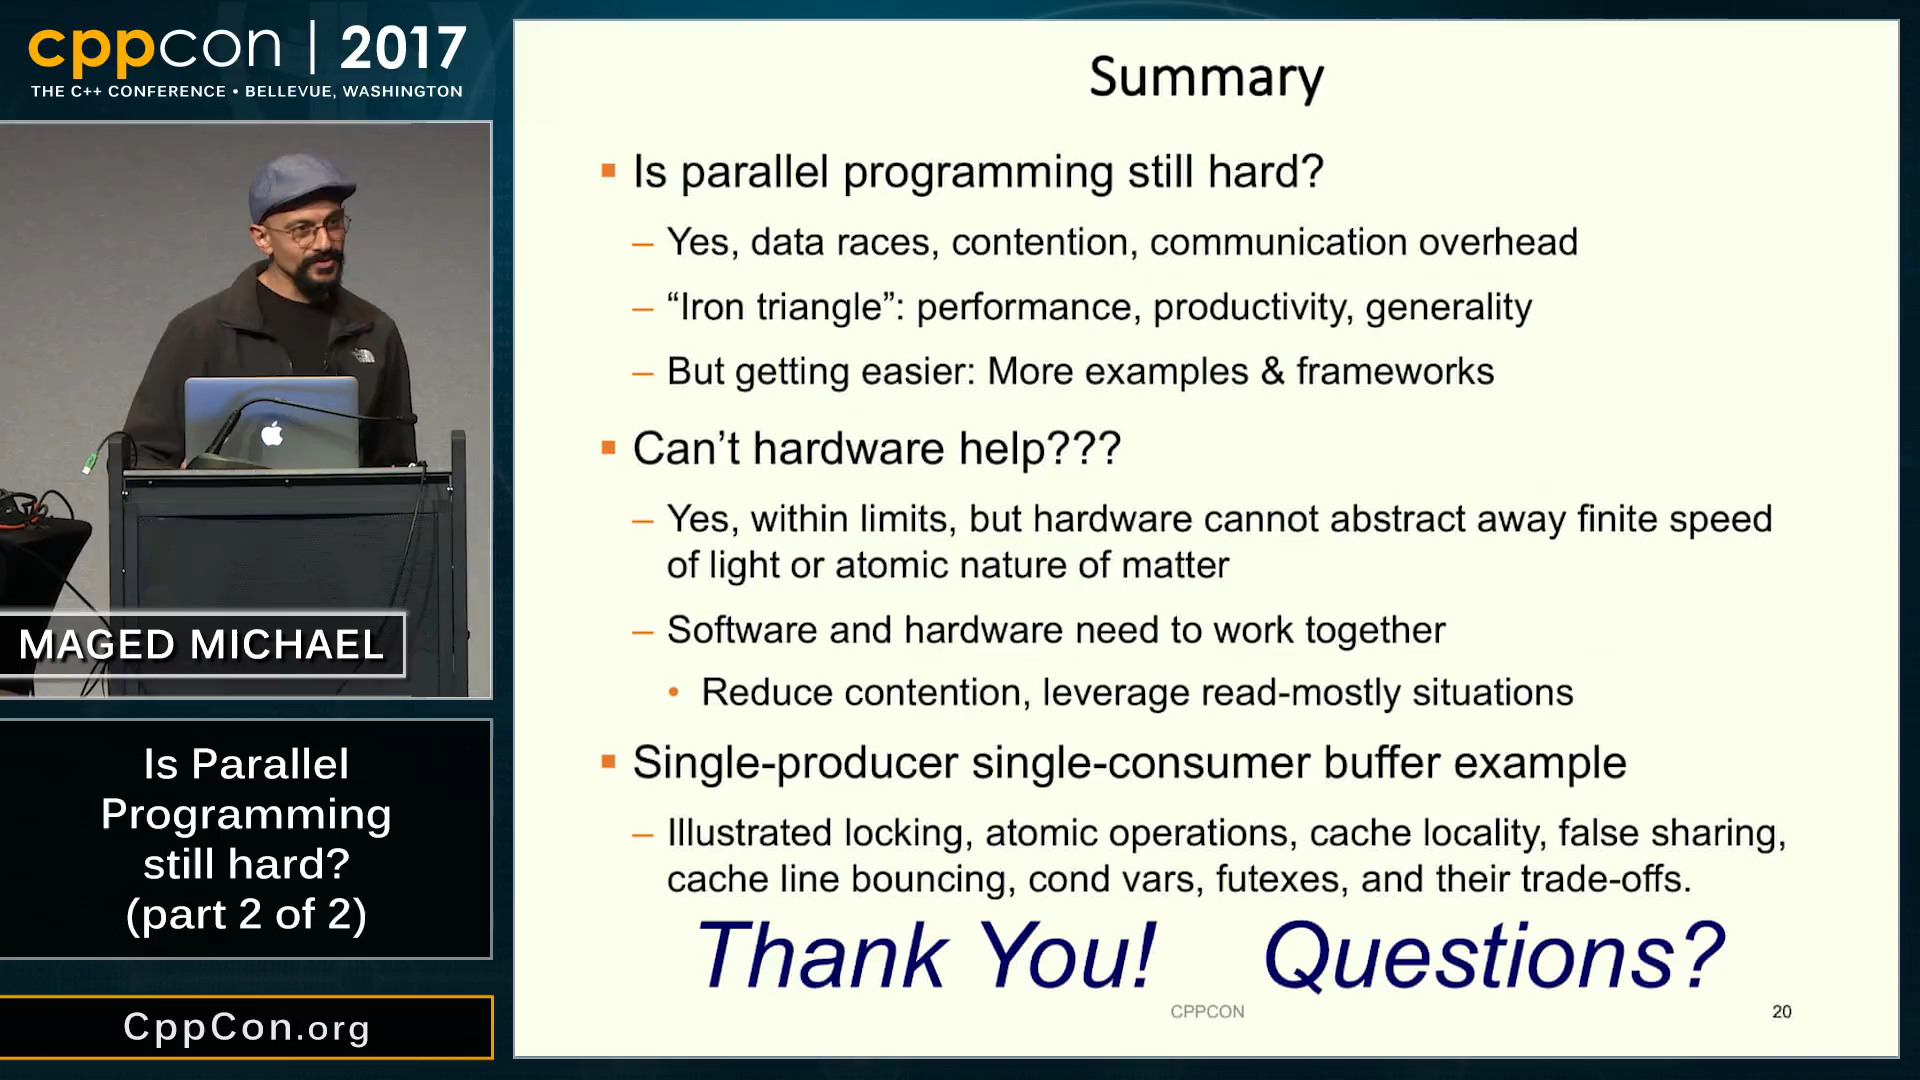 cppcon | 2017
THE C++ CONFERENCE • BELLEVUE, WASHINGTON
MAGED MICHAEL
Is Parallel
Programming
still hard?
(part 2 of 2)
CppCon.org
Summary
Is parallel programming still hard?
– Yes, data races, contention, communication overhead
– “Iron triangle”: performance, productivity, generality
– But getting easier: More examples & frameworks
Can’t hardware help???
– Yes, within limits, but hardware cannot abstract away finite speed
of light or atomic nature of matter
– Software and hardware need to work together
• Reduce contention, leverage read-mostly situations
Single-producer single-consumer buffer example
– Illustrated locking, atomic operations, cache locality, false sharing,
cache line bouncing, cond vars, futexes, and their trade-offs.
Thank You! Questions?
CPPCON
20